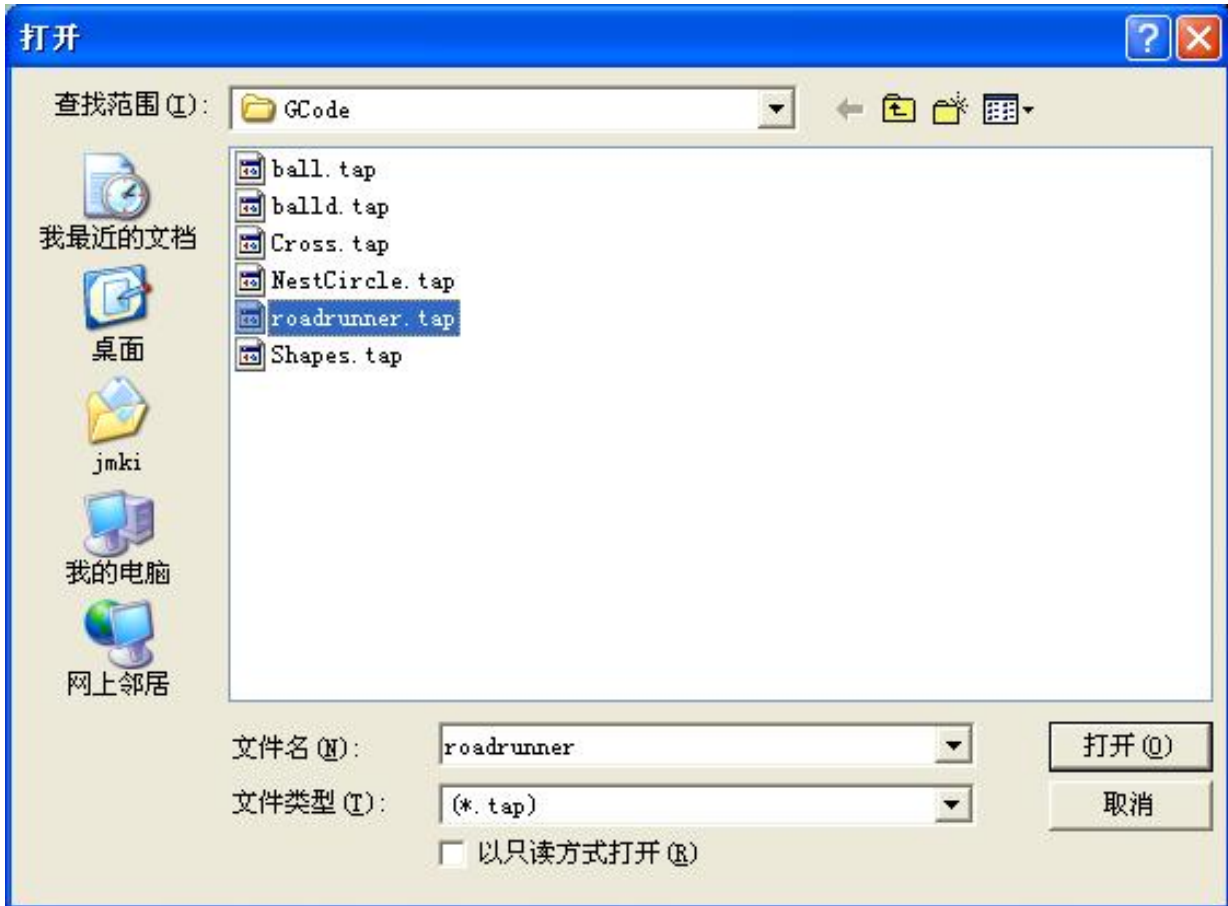 打开
查找范围(I): GCode
ball.tap
balld.tap
Cross.tap
NestCircle.tap
roadrunner.tap
Shapes.tap
我最近的文档
桌面
jmki
我的电脑
网上邻居
文件名(N): roadrunner 打开(O)
文件类型(T): (*.tap) 取消
以只读方式打开(R)